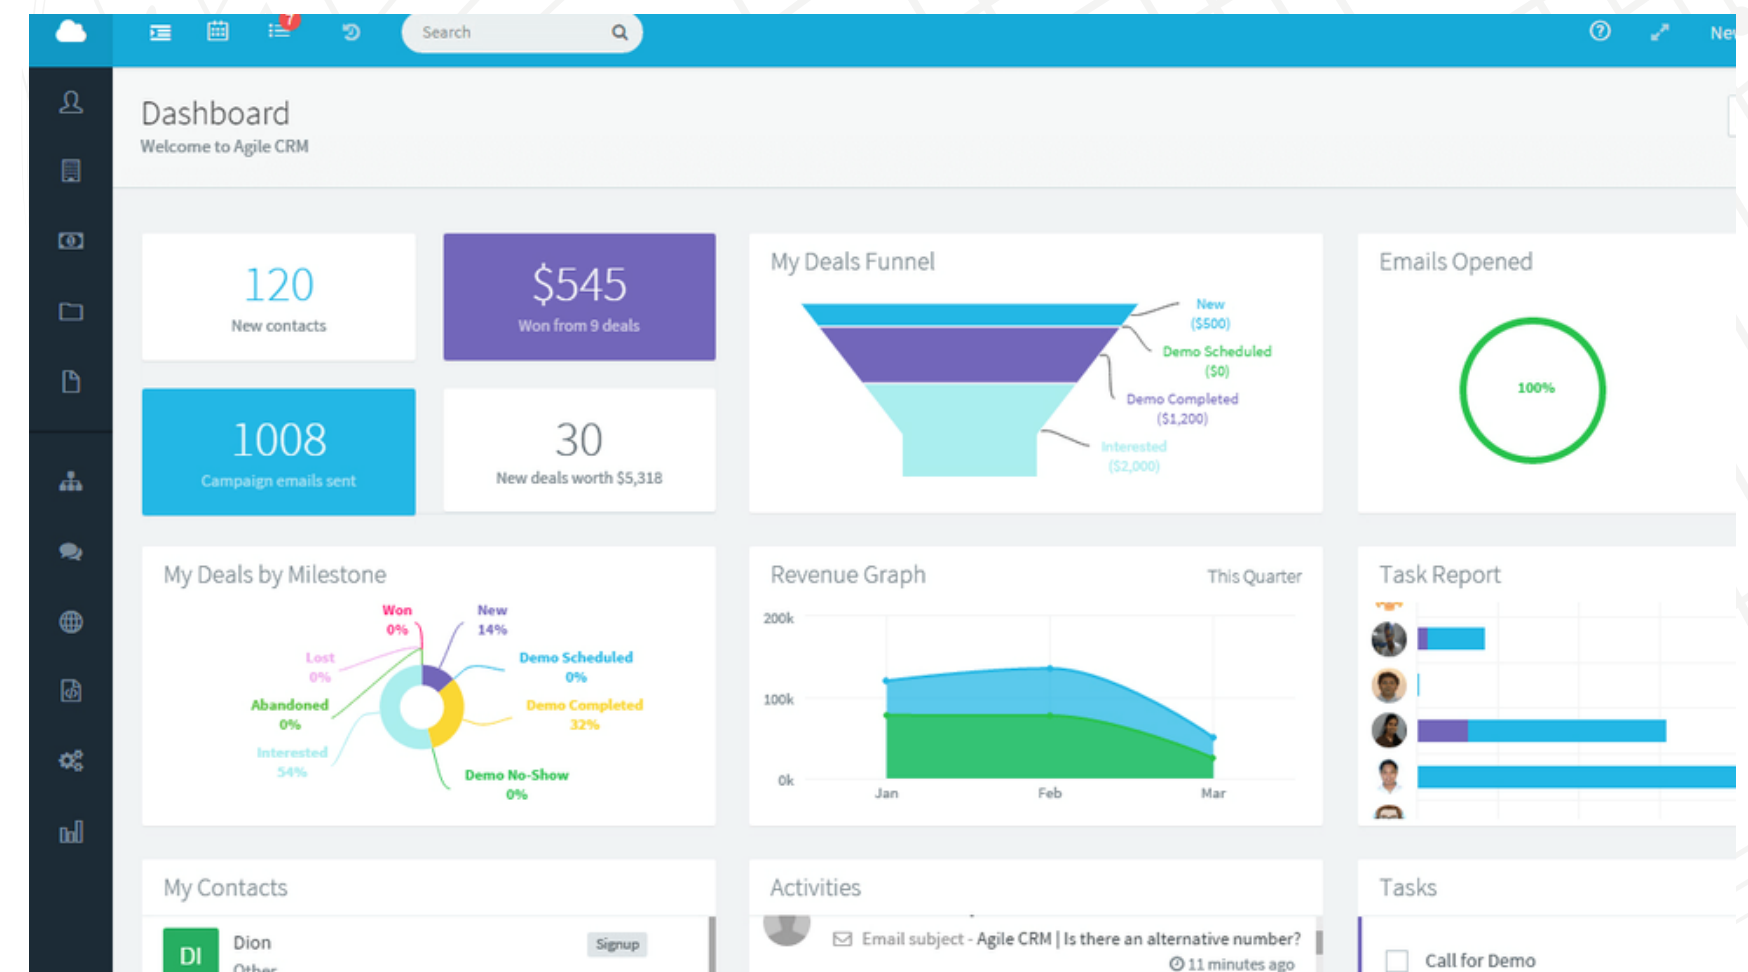 7
Search
Dashboard
Welcome to Agile CRM
120
New contacts
$545
Won from 9 deals
1008
Campaign emails sent
30
New deals worth $5,318
My Deals Funnel
New
($500)
Demo Scheduled
($0)
Demo Completed
($1,200)
Interested
($2,000)
Emails Opened
100%
My Deals by Milestone
Won
0%
New
14%
Lost
0%
Demo Scheduled
0%
Abandoned
0%
Demo Completed
32%
Interested
54%
Demo No-Show
0%
Revenue Graph
This Quarter
200k
100k
0k
Jan Feb Mar
Task Report
My Contacts
DI
Dion
Signup
Other
Activities
Email subject - Agile CRM | Is there an alternative number?
11 minutes ago
Tasks
Call for Demo